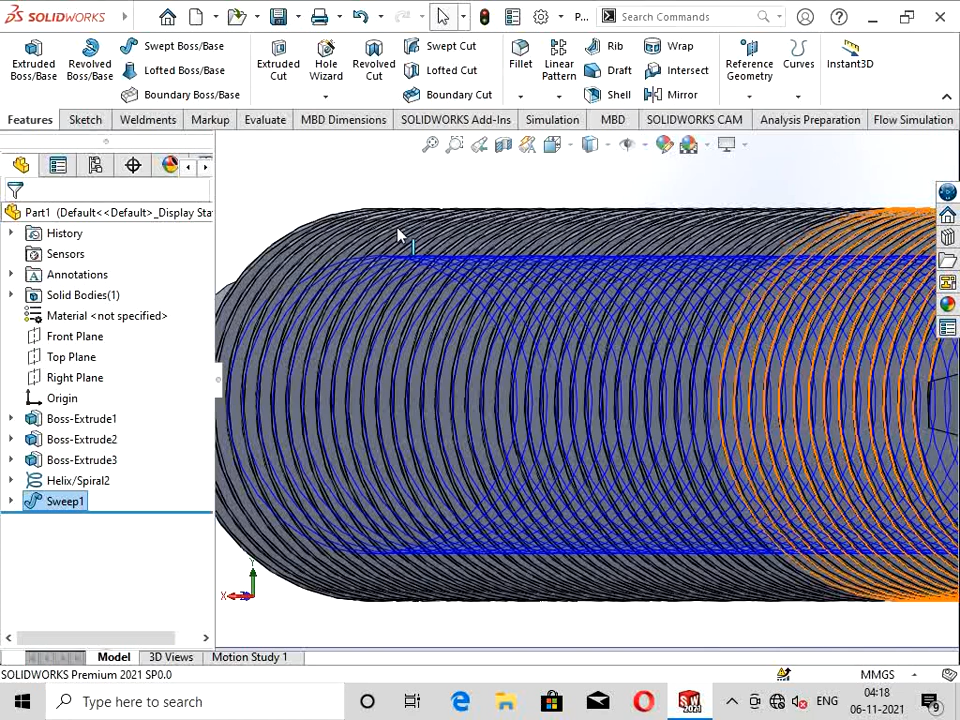 SOLIDWORKS
P...
Search Commands
Extruded Boss/Base
Revolved Boss/Base
Swept Boss/Base
Lofted Boss/Base
Boundary Boss/Base
Extruded Cut
Hole Wizard
Revolved Cut
Swept Cut
Lofted Cut
Boundary Cut
Fillet
Linear Pattern
Rib
Draft
Shell
Wrap
Intersect
Mirror
Reference Geometry
Curves
Instant3D
Features
Sketch
Weldments
Markup
Evaluate
MBD Dimensions
SOLIDWORKS Add-Ins
Simulation
MBD
SOLIDWORKS CAM
Analysis Preparation
Flow Simulation
Part1 (Default<<Default>_Display Sta
History
Sensors
Annotations
Solid Bodies(1)
Material <not specified>
Front Plane
Top Plane
Right Plane
Origin
Boss-Extrude1
Boss-Extrude2
Boss-Extrude3
Helix/Spiral2
Sweep1
Y
X
Model
3D Views
Motion Study 1
SOLIDWORKS Premium 2021 SP0.0
MMGS
Type here to search
ENG
04:18
06-11-2021
9